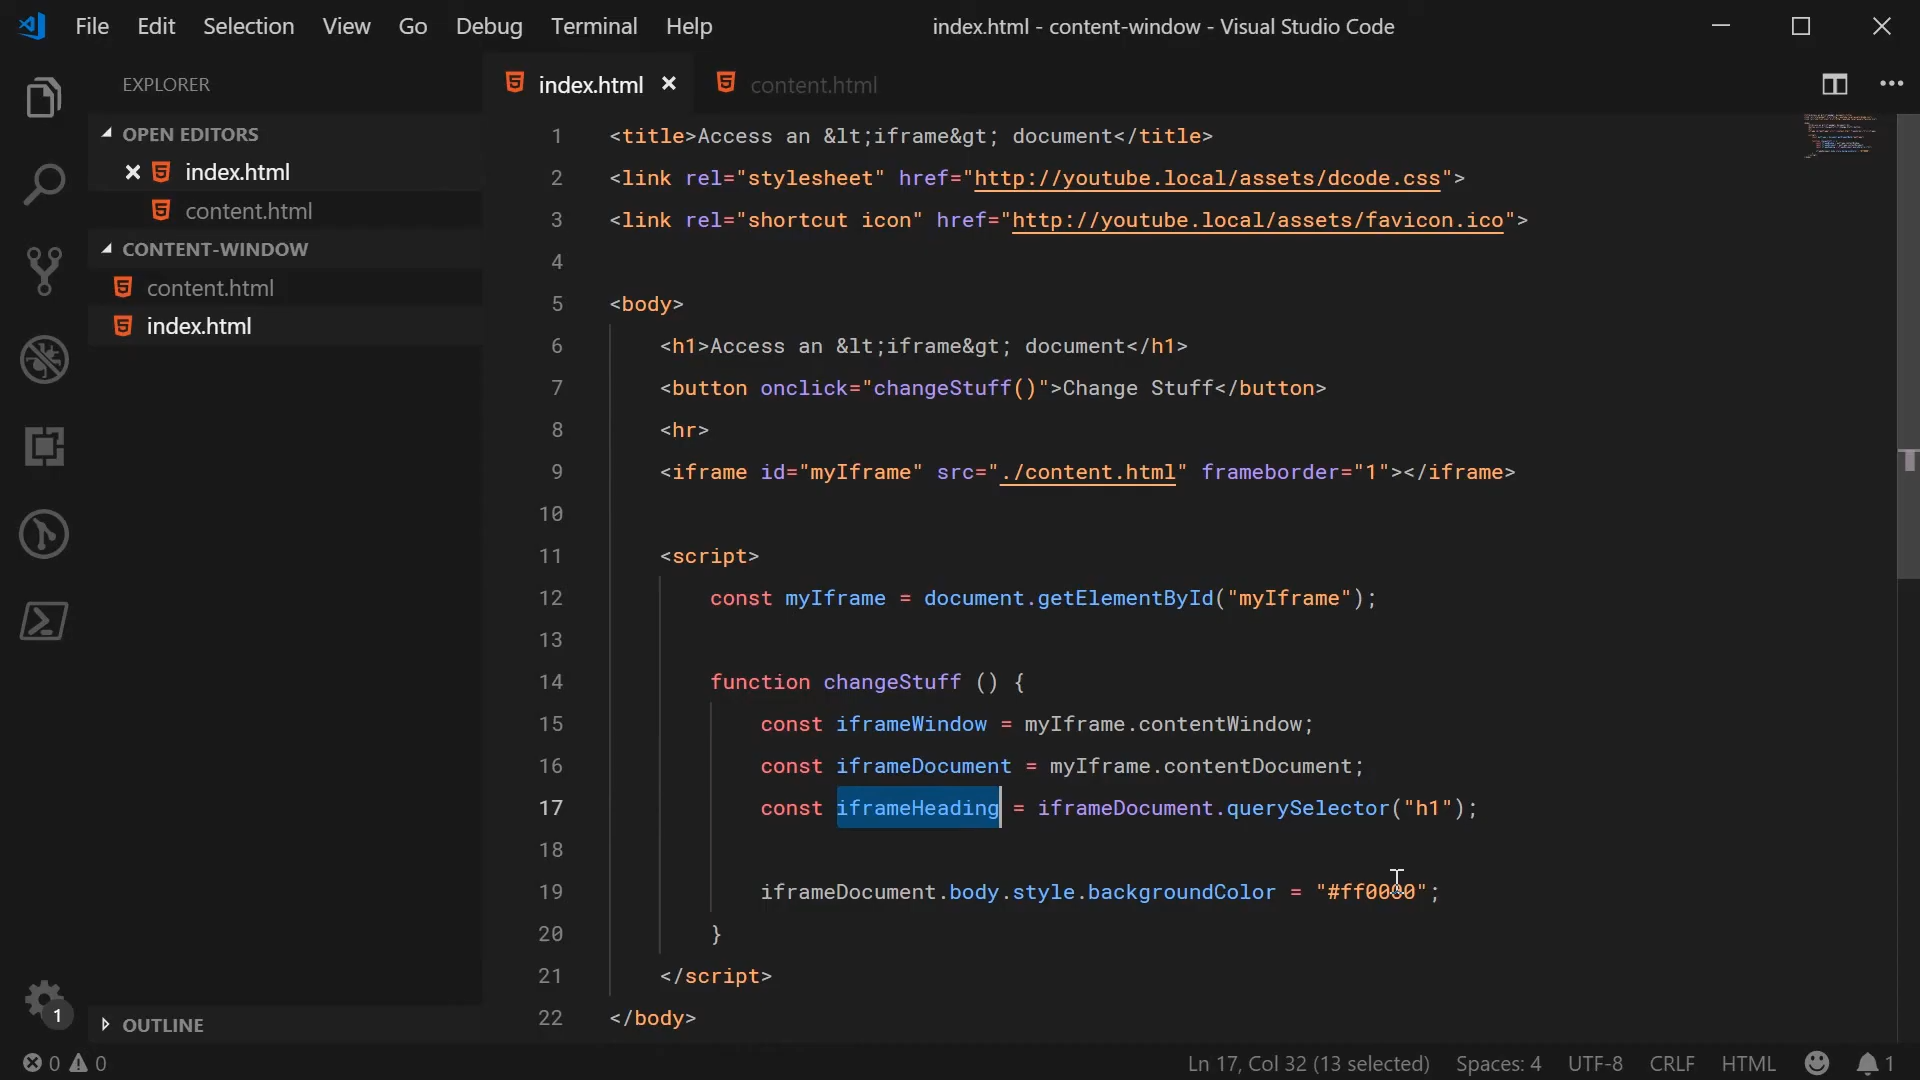 File Edit Selection View Go Debug Terminal Help
index.html - content-window - Visual Studio Code
EXPLORER
OPEN EDITORS
index.html
content.html
CONTENT-WINDOW
content.html
index.html
OUTLINE
1
index.html content.html
1 <title>Access an &lt;iframe&gt; document</title>
2 <link rel="stylesheet" href="http://youtube.local/assets/dcode.css">
3 <link rel="shortcut icon" href="http://youtube.local/assets/favicon.ico">
4
5 <body>
6 <h1>Access an &lt;iframe&gt; document</h1>
7 <button onclick="changeStuff()">Change Stuff</button>
8 <hr>
9 <iframe id="myIframe" src="./content.html" frameborder="1"></iframe>
10
11 <script>
12 const myIframe = document.getElementById("myIframe");
13
14 function changeStuff () {
15 const iframeWindow = myIframe.contentWindow;
16 const iframeDocument = myIframe.contentDocument;
17 const iframeHeading = iframeDocument.querySelector("h1");
18
19 iframeDocument.body.style.backgroundColor = "#ff0000";
20 }
21 </script>
22 </body>
0 0
Ln 17, Col 32 (13 selected) Spaces: 4 UTF-8 CRLF HTML 1